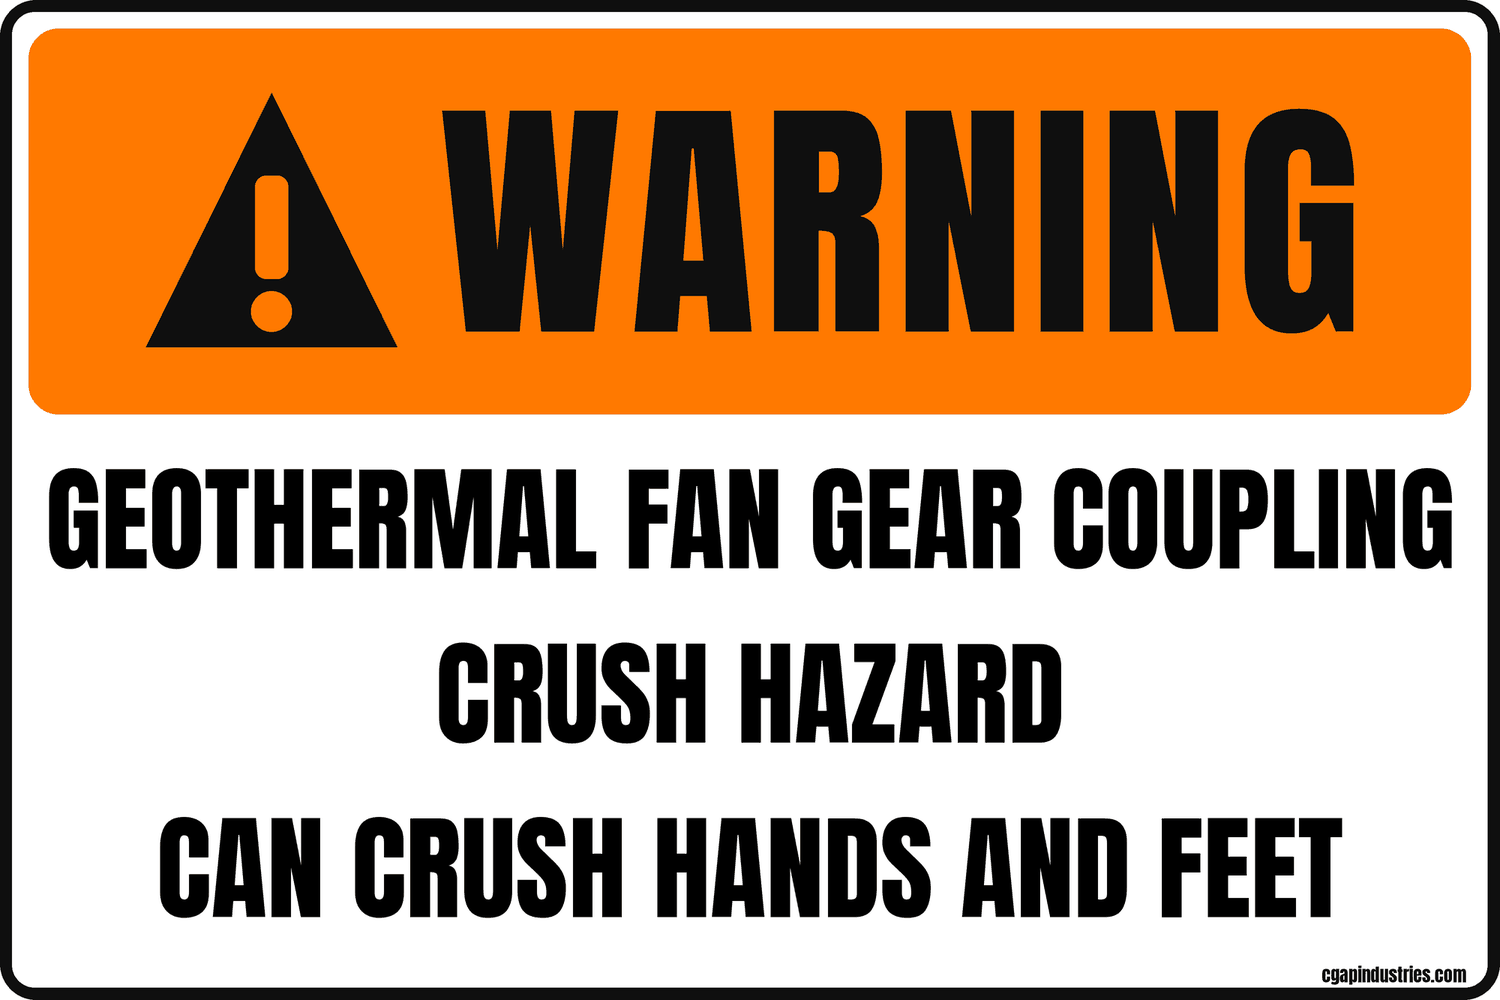 WARNING
GEOTHERMAL FAN GEAR COUPLING
CRUSH HAZARD
CAN CRUSH HANDS AND FEET
cgapindustries.com